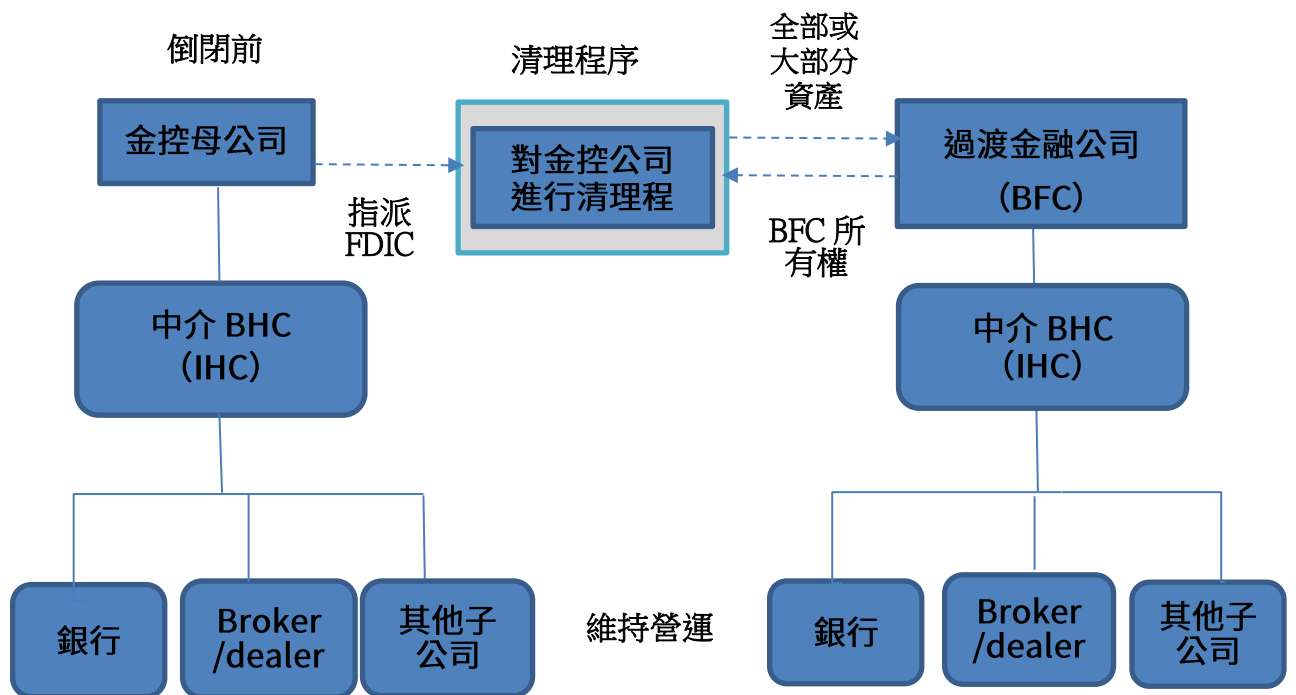 倒閉前
清理程序
全部或
大部分
資產
金控母公司
對金控公司
進行清理程
過渡金融公司
（BFC）
指派
FDIC
BFC 所
有權
中介 BHC
（IHC）
中介 BHC
（IHC）
銀行
Broker
/dealer
其他子
公司
維持營運
銀行
Broker
/dealer
其他子
公司